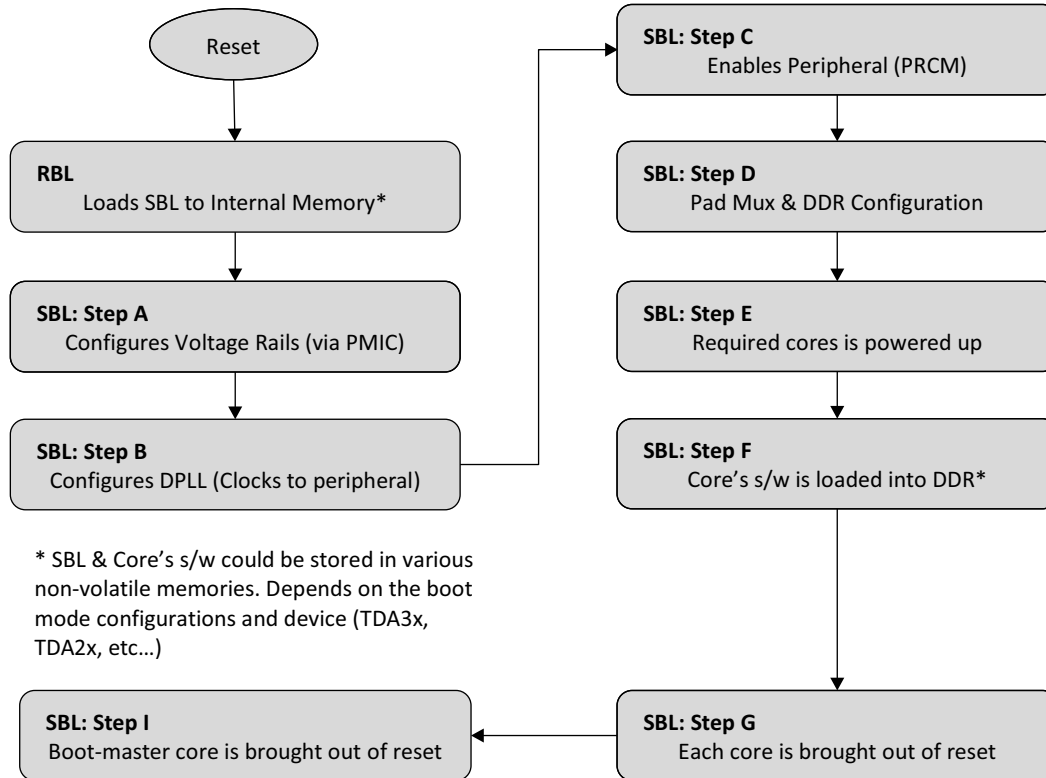 Reset
RBL
Loads SBL to Internal Memory*
SBL: Step A
Configures Voltage Rails (via PMIC)
SBL: Step B
Configures DPLL (Clocks to peripheral)
SBL: Step C
Enables Peripheral (PRCM)
SBL: Step D
Pad Mux & DDR Configuration
SBL: Step E
Required cores is powered up
SBL: Step F
Core’s s/w is loaded into DDR*
* SBL & Core’s s/w could be stored in various
non-volatile memories. Depends on the boot
mode configurations and device (TDA3x,
TDA2x, etc…)
SBL: Step G
Each core is brought out of reset
SBL: Step I
Boot-master core is brought out of reset